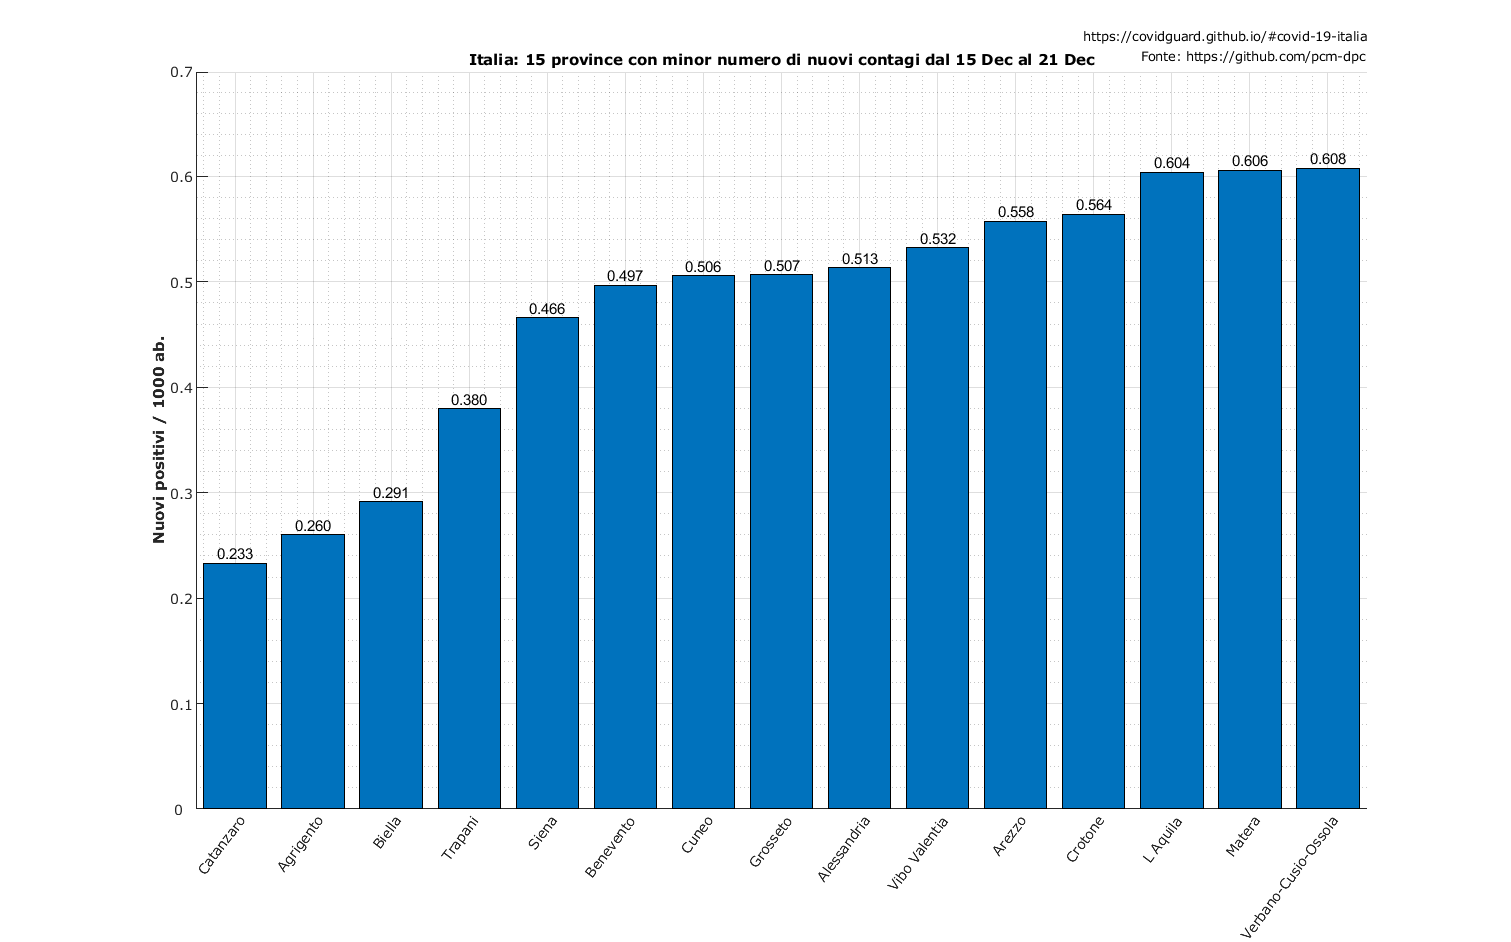 https://covidguard.github.io/#covid-19-italia
Fonte: https://github.com/pcm-dpc
Italia: 15 province con minor numero di nuovi contagi dal 15 Dec al 21 Dec
Nuovi positivi / 1000 ab.
0.7
0.6
0.5
0.4
0.3
0.2
0.1
0
0.233
0.260
0.291
0.380
0.466
0.497
0.506
0.507
0.513
0.532
0.558
0.564
0.604
0.606
0.608
Catanzaro
Agrigento
Biella
Trapani
Siena
Benevento
Cuneo
Grosseto
Alessandria
Vibo Valentia
Arezzo
Crotone
L Aquila
Matera
Verbano-Cusio-Ossola